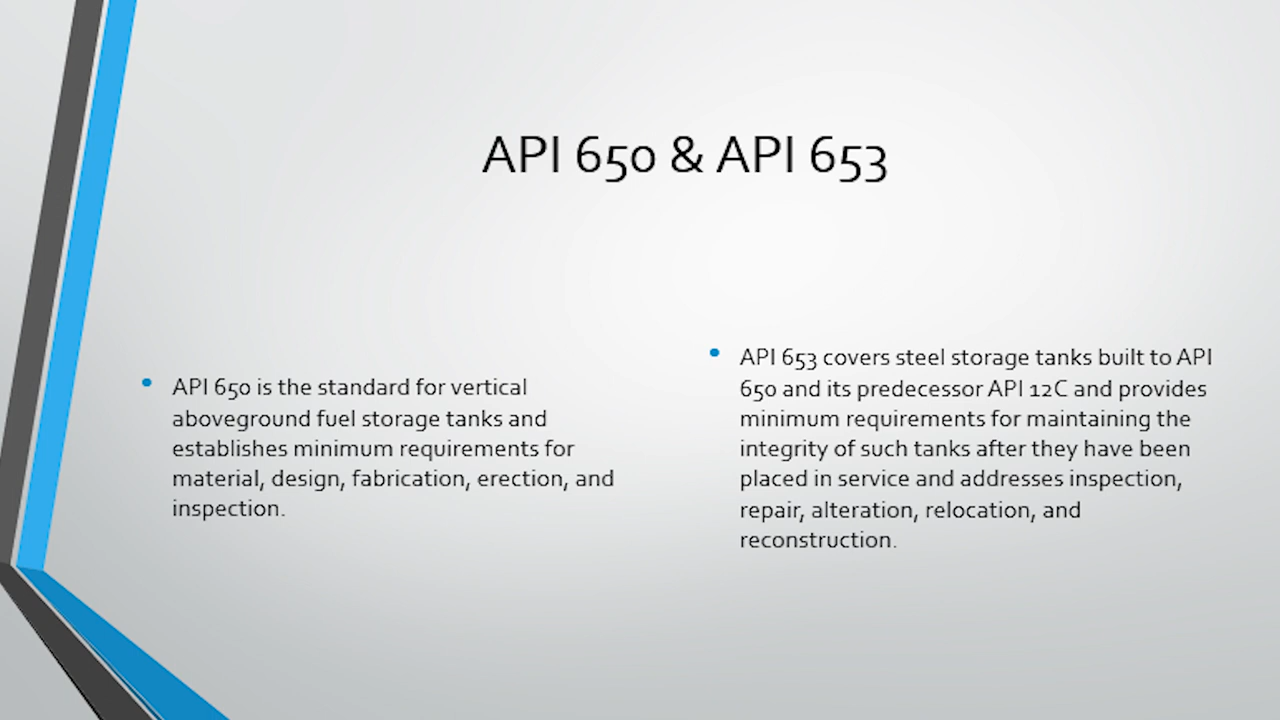 API 650 & API 653
API 650 is the standard for vertical
aboveground fuel storage tanks and
establishes minimum requirements for
material, design, fabrication, erection, and
inspection.
API 653 covers steel storage tanks built to API
650 and its predecessor API 12C and provides
minimum requirements for maintaining the
integrity of such tanks after they have been
placed in service and addresses inspection,
repair, alteration, relocation, and
reconstruction.